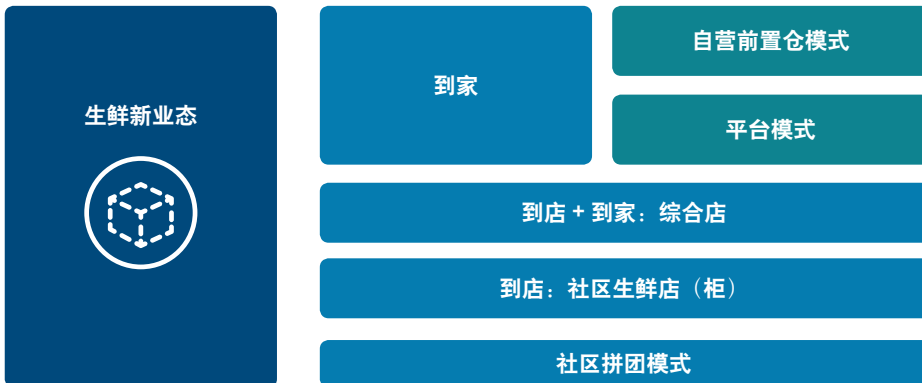 生鲜新业态
到家
自营前置仓模式
平台模式
到店 + 到家：综合店
到店：社区生鲜店（柜）
社区拼团模式